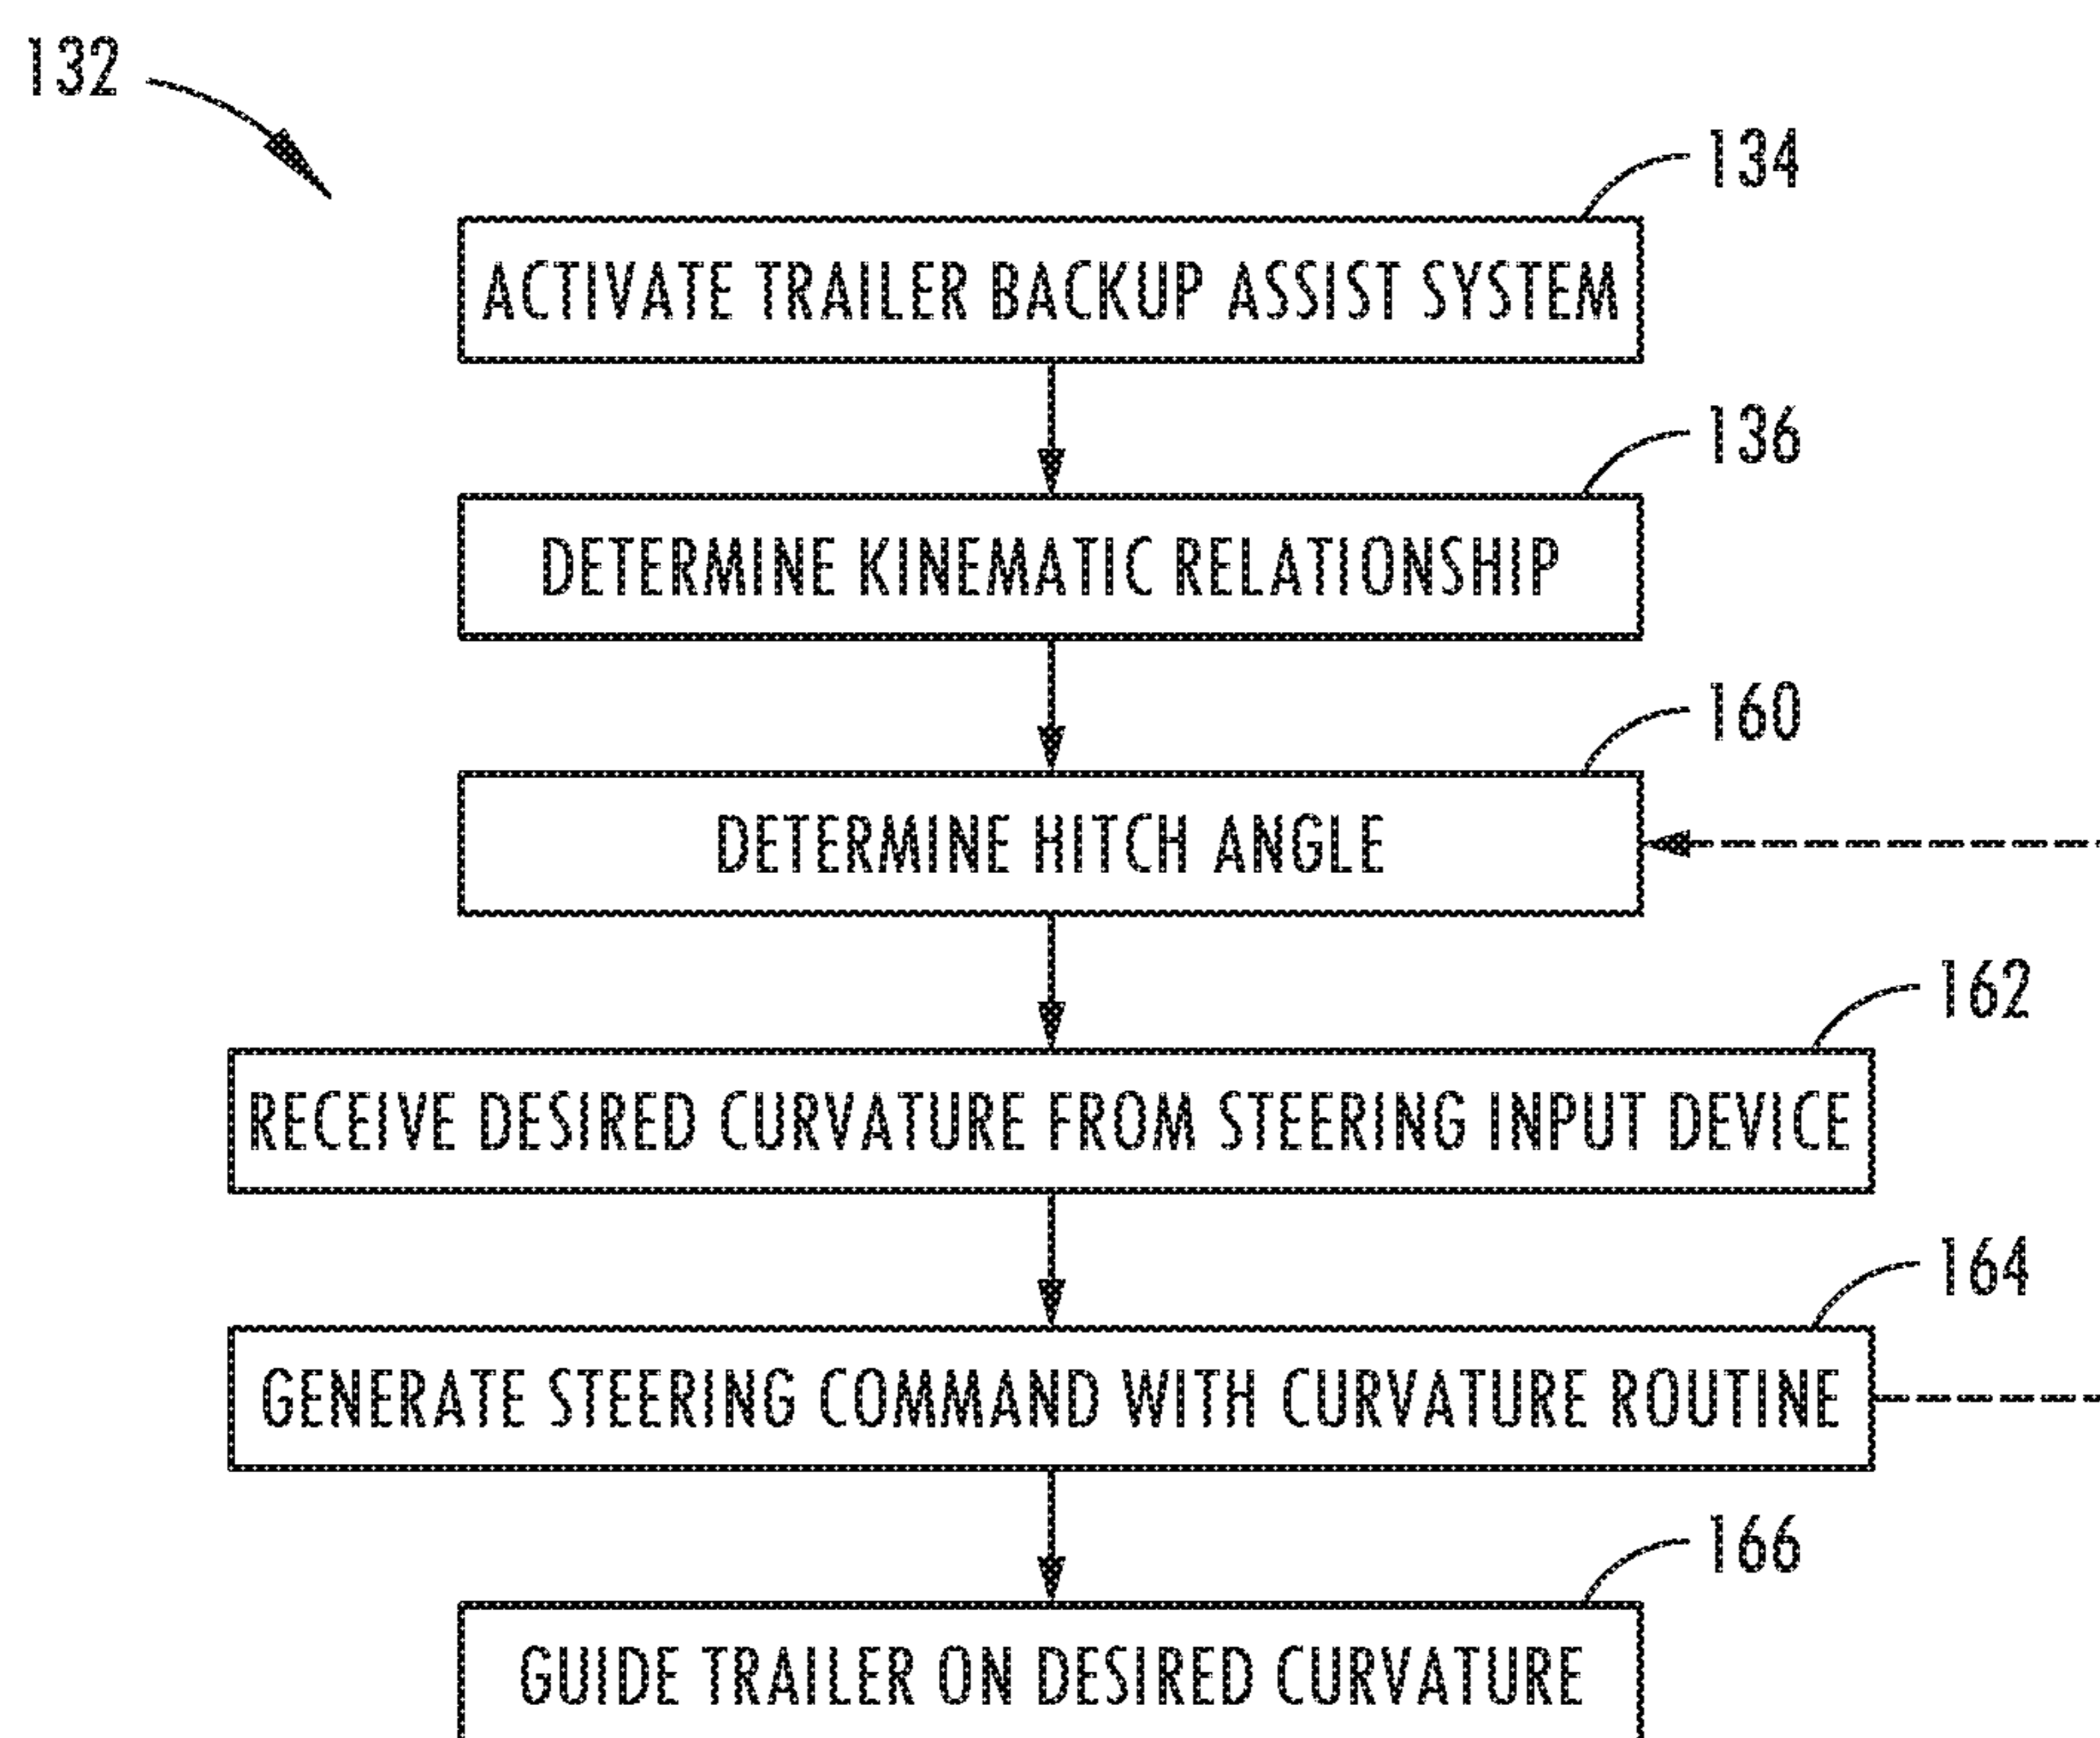 132
134
ACTIVATE TRAILER BACKUP ASSIST SYSTEM
136
DETERMINE KINEMATIC RELATIONSHIP
160
DETERMINE HITCH ANGLE
162
RECEIVE DESIRED CURVATURE FROM STEERING INPUT DEVICE
164
GENERATE STEERING COMMAND WITH CURVATURE ROUTINE
166
GUIDE TRAILER ON DESIRED CURVATURE